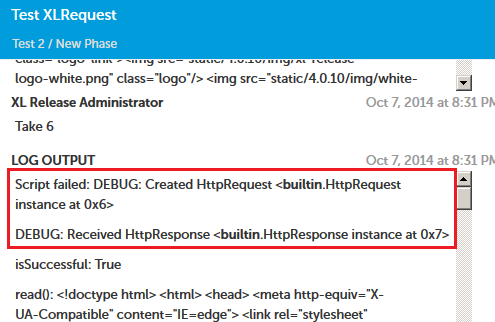 Test XLRequest
Test 2 / New Phase
class="logo-link"><img src="static/4.0.10/img/xl-release-
logo-white.png" class="logo"/> <img src="static/4.0.10/img/white-
XL Release Administrator Oct 7, 2014 at 8:31 PM
Take 6
LOG OUTPUT Oct 7, 2014 at 8:31 PM
Script failed: DEBUG: Created HttpRequest <builtin.HttpRequest
instance at 0x6>
DEBUG: Received HttpResponse <builtin.HttpResponse instance at 0x7>
isSuccessful: True
read(): <!doctype html> <html> <head> <meta http-equiv="X-
UA-Compatible" content="IE=edge"> <link rel="stylesheet"